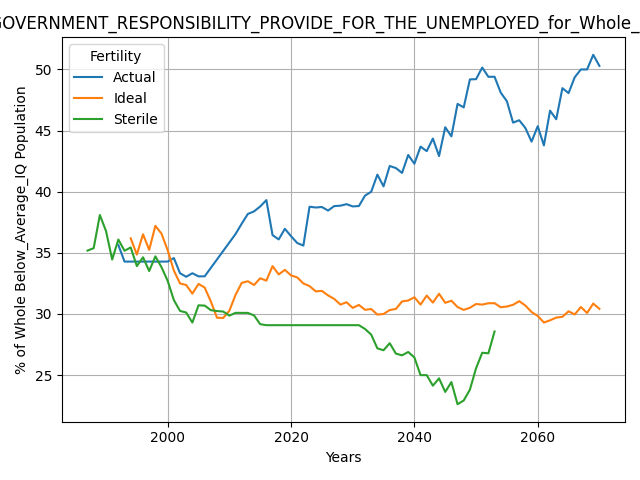 GOVERNMENT_RESPONSIBILITY_PROVIDE_FOR_THE_UNEMPLOYED_for_Whole_
Fertility
Actual
Ideal
Sterile
% of Whole Below_Average_IQ Population
50
45
40
35
30
25
2000
2020
2040
2060
Years